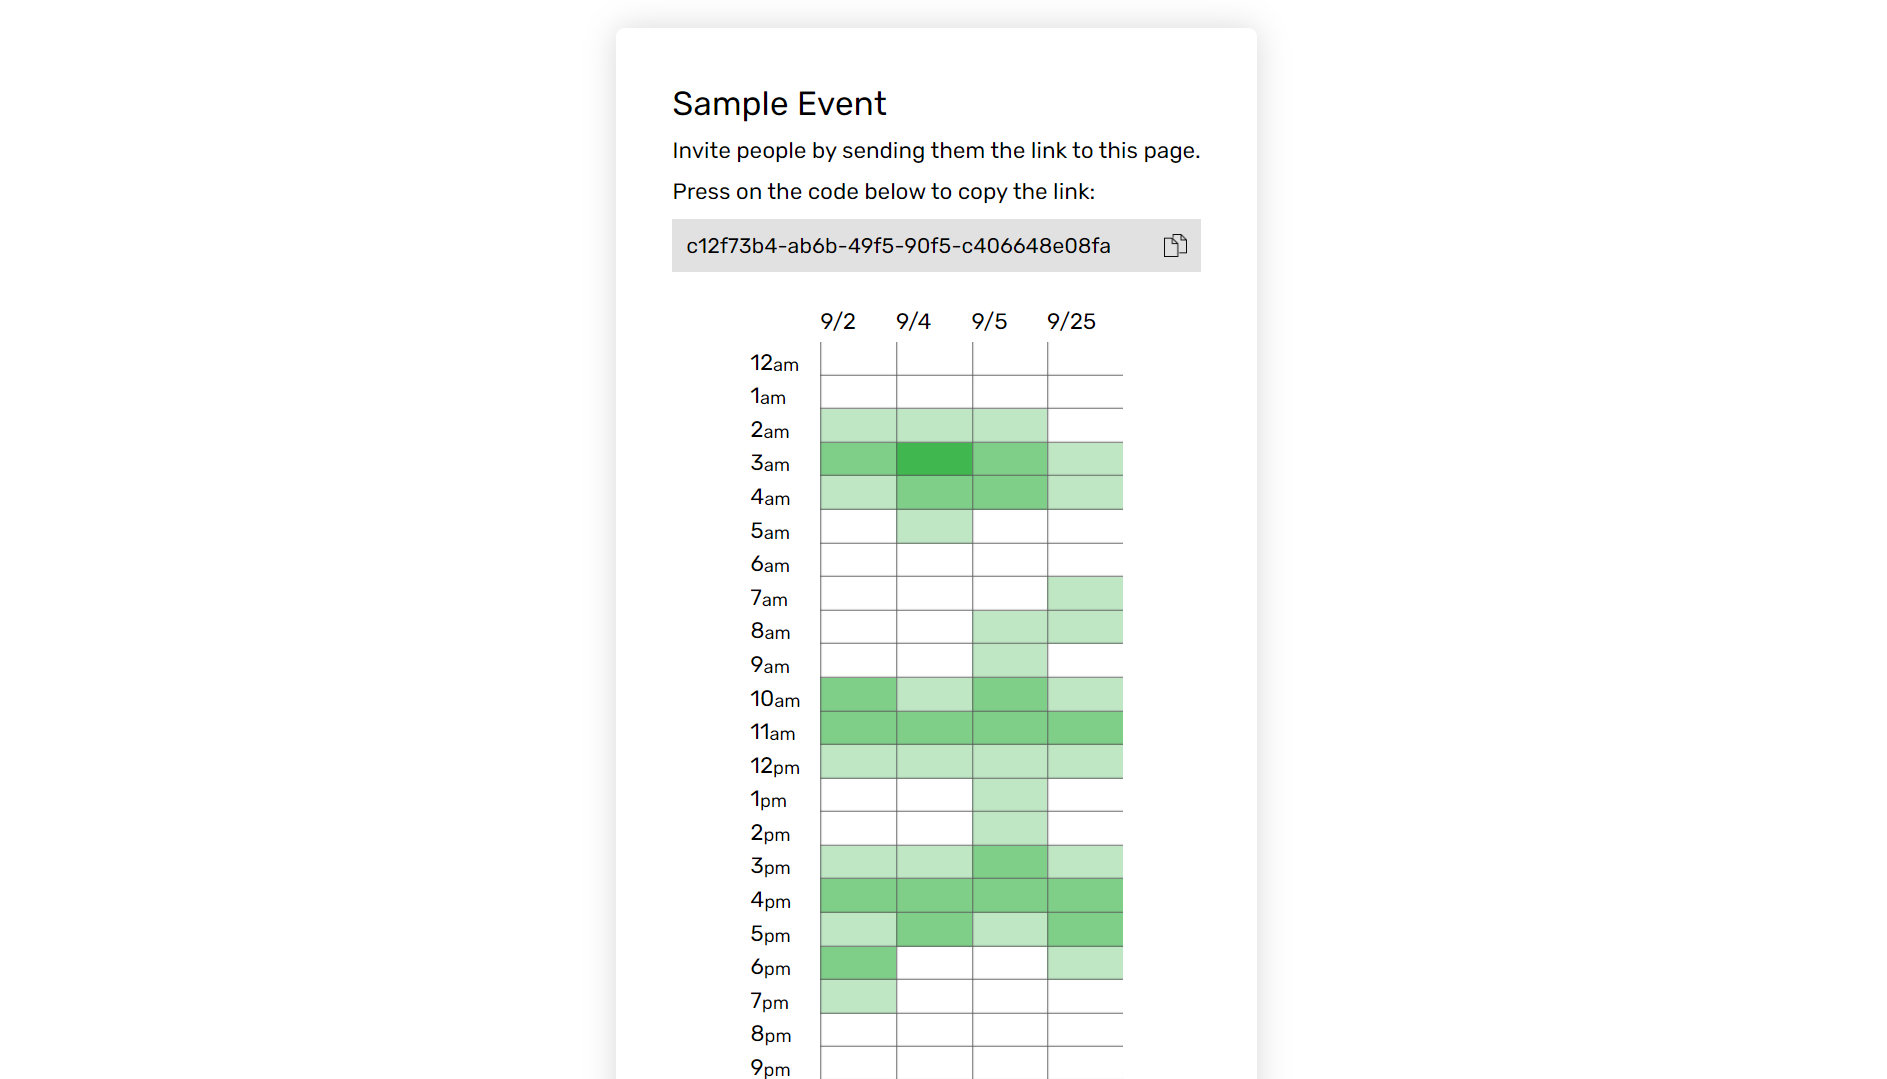 Sample Event
Invite people by sending them the link to this page.
Press on the code below to copy the link:
c12f73b4-ab6b-49f5-90f5-c406648e08fa
9/2 9/4 9/5 9/25
12am
1am
2am
3am
4am
5am
6am
7am
8am
9am
10am
11am
12pm
1pm
2pm
3pm
4pm
5pm
6pm
7pm
8pm
9pm